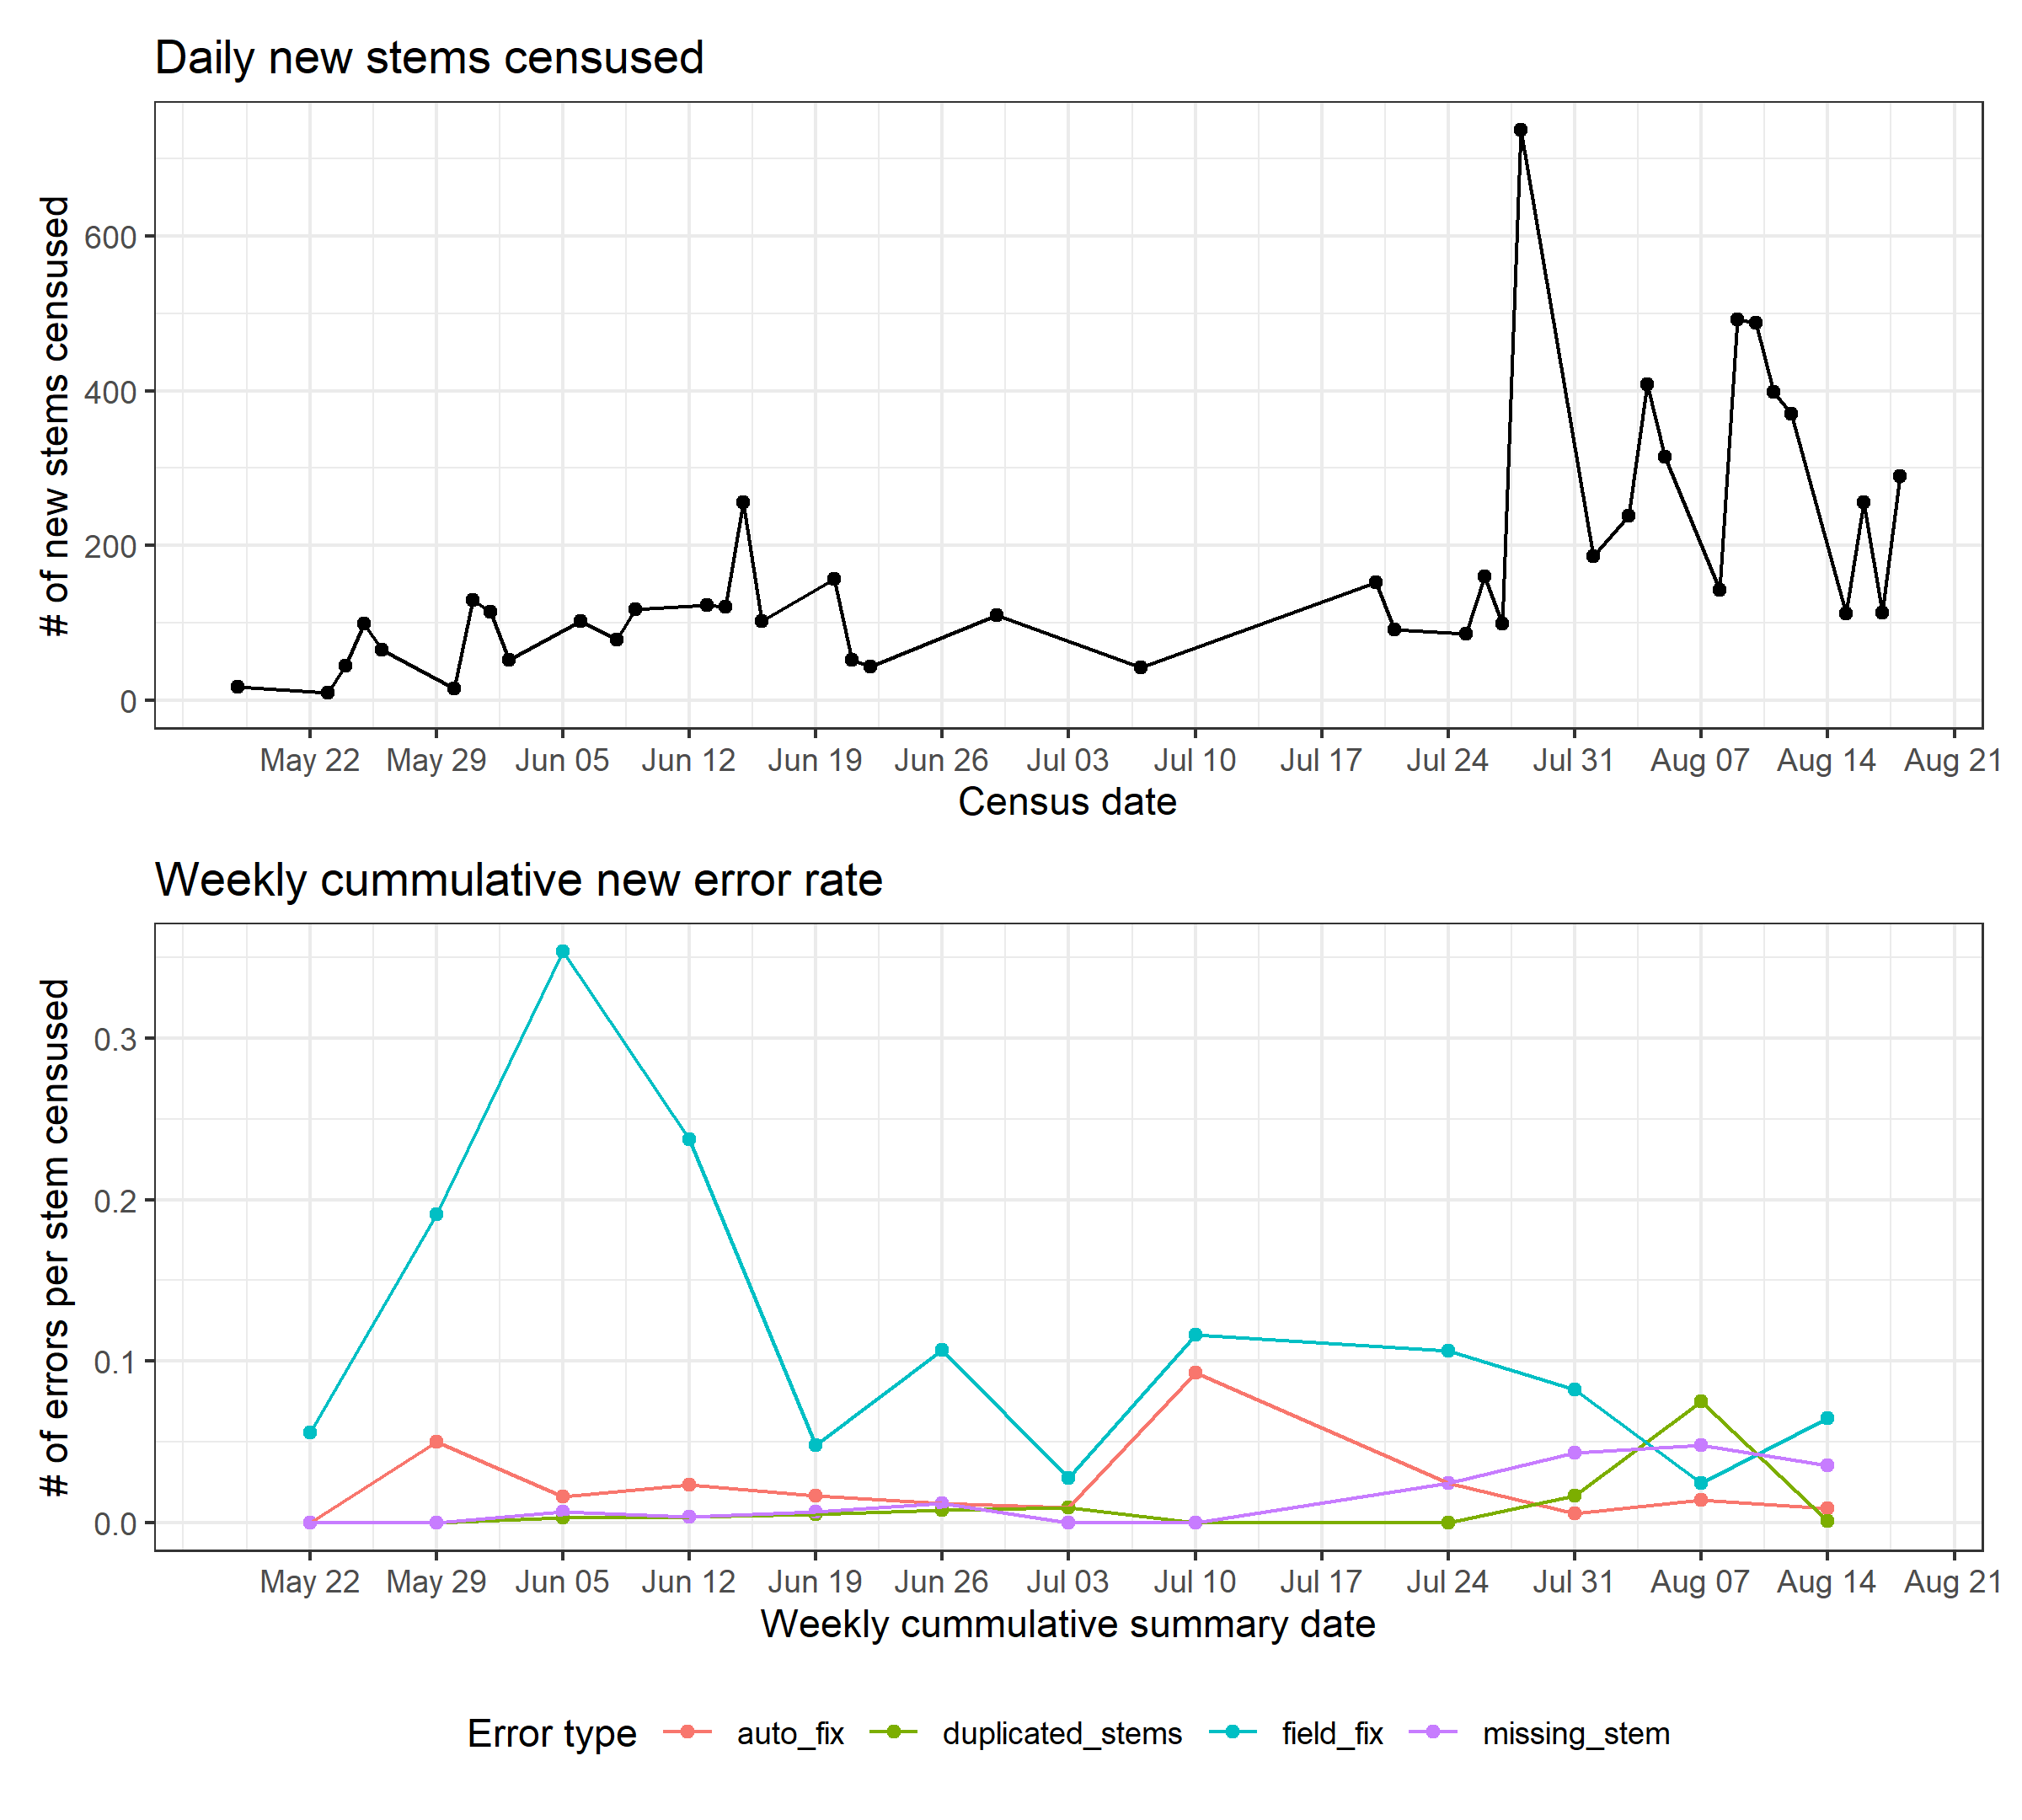 Daily new stems censused
# of new stems censused
600
400
200
0
May 22 May 29 Jun 05 Jun 12 Jun 19 Jun 26 Jul 03 Jul 10 Jul 17 Jul 24 Jul 31 Aug 07 Aug 14 Aug 21
Census date
Weekly cummulative new error rate
# of errors per stem censused
0.3
0.2
0.1
0.0
May 22 May 29 Jun 05 Jun 12 Jun 19 Jun 26 Jul 03 Jul 10 Jul 17 Jul 24 Jul 31 Aug 07 Aug 14 Aug 21
Weekly cummulative summary date
Error type auto_fix duplicated_stems field_fix missing_stem